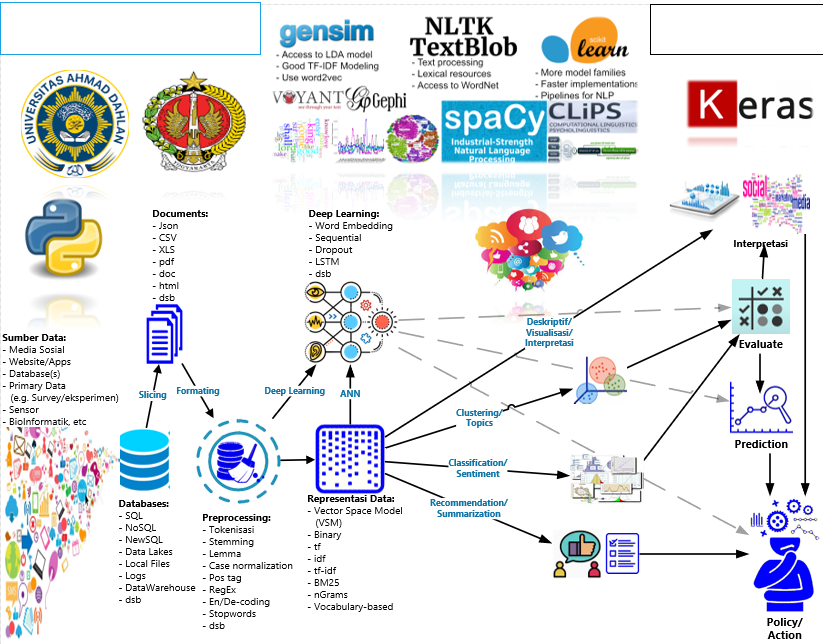 gensim
- Access to LDA model
- Good TF-IDF Modeling
- Use word2vec
NLTK
TextBlob
- Text processing
- Lexical resources
- Access to WordNet
scikit
learn
- More model families
- Faster implementations
- Pipelines for NLP
VOYANT
see through your text
Gephi
spaCy
Industrial-Strength
Natural Language
Processing
CLiPS
COMPUTATIONAL LINGUISTICS
PSYCHOLINGUISTICS
Keras
UNIVERSITAS AHMAD DAHLAN
YOGYAKARTA
social
media
Interpretasi
Documents:
- Json
- CSV
- XLS
- pdf
- doc
- html
- dsb
Deep Learning:
- Word Embedding
- Sequential
- Dropout
- LSTM
- dsb
Sumber Data:
- Media Sosial
- Website/Apps
- Database(s)
- Primary Data
(e.g. Survey/eksperimen)
- Sensor
- BioInformatik, etc
Slicing
Formating
Deep Learning
ANN
Deskriptif/
Visualisasi/
Interpretasi
Clustering/
Topics
Classification/
Sentiment
Recommendation/
Summarization
Evaluate
Prediction
Databases:
- SQL
- NoSQL
- NewSQL
- Data Lakes
- Local Files
- Logs
- DataWarehouse
- dsb
Preprocessing:
- Tokenisasi
- Stemming
- Lemma
- Case normalization
- Pos tag
- RegEx
- En/De-coding
- Stopwords
- dsb
Representasi Data:
- Vector Space Model
(VSM)
- Binary
- tf
- idf
- tf-idf
- BM25
- nGrams
- Vocabulary-based
Policy/
Action